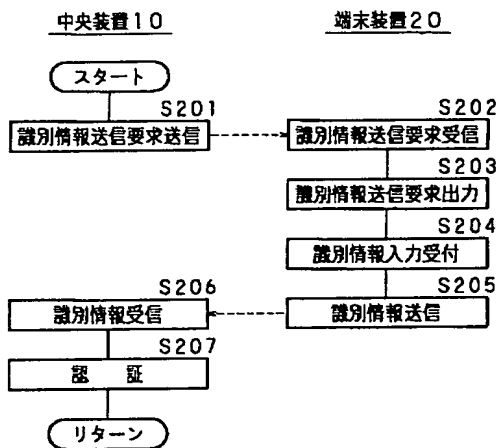 中央装置10 端末装置20
スタート
S201 S202
識別情報送信要求送信 識別情報送信要求受信
S203
識別情報送信要求出力
S204
識別情報入力受付
S206 S205
識別情報受信 識別情報送信
S207
認 証
リターン